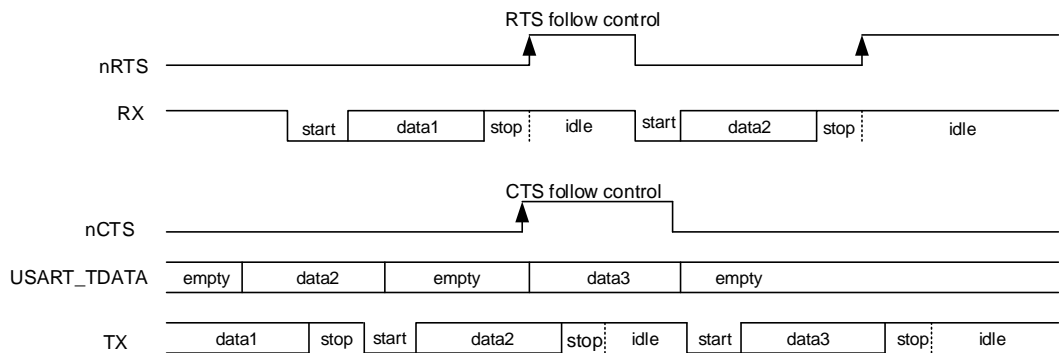 RTS follow control
nRTS
RX
start data1 stop idle start data2 stop idle
CTS follow control
nCTS
USART_TDATA empty data2 empty data3 empty
TX data1 stop start data2 stop idle start data3 stop idle